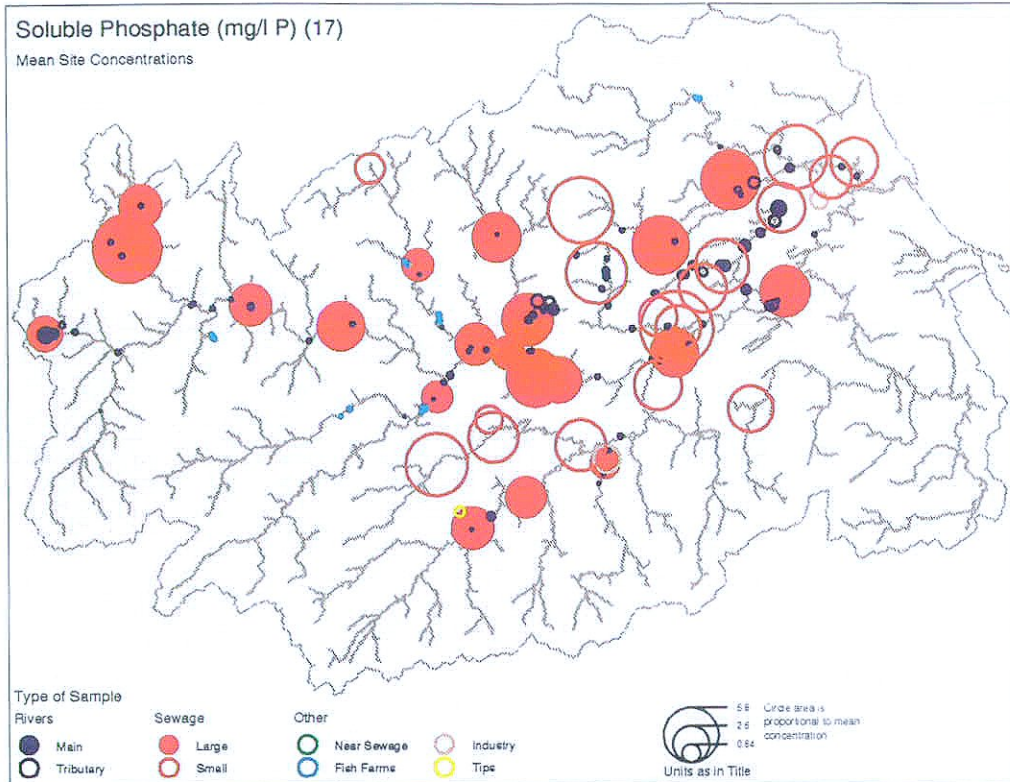 Soluble Phosphate (mg/l P) (17)
Mean Site Concentrations
Type of Sample
Rivers
Main
Tributary
Sewage
Large
Small
Other
Near Sewage
Fish Farms
Industry
Tips
5.8
2.6
0.64
Circle area is
proportional to mean
concentration
Units as in Title